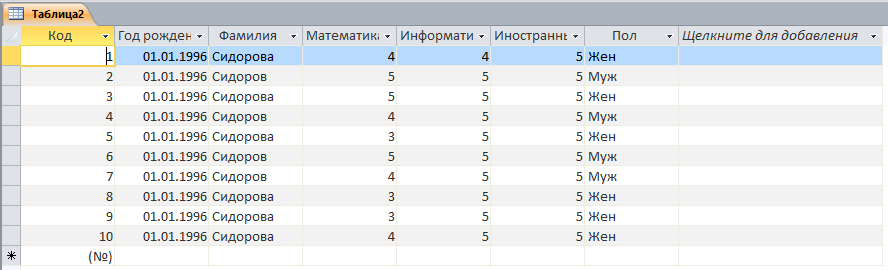 Таблица2
Код Год рожден Фамилия Математика Информати Иностранны Пол Щелкните для добавления
1 01.01.1996 Сидорова 4 4 5 Жен
2 01.01.1996 Сидоров 5 5 5 Муж
3 01.01.1996 Сидорова 5 5 5 Жен
4 01.01.1996 Сидоров 4 5 5 Муж
5 01.01.1996 Сидорова 3 5 5 Жен
6 01.01.1996 Сидоров 5 5 5 Муж
7 01.01.1996 Сидоров 4 5 5 Муж
8 01.01.1996 Сидорова 3 5 5 Жен
9 01.01.1996 Сидорова 3 5 5 Жен
10 01.01.1996 Сидорова 4 5 5 Жен
(№)